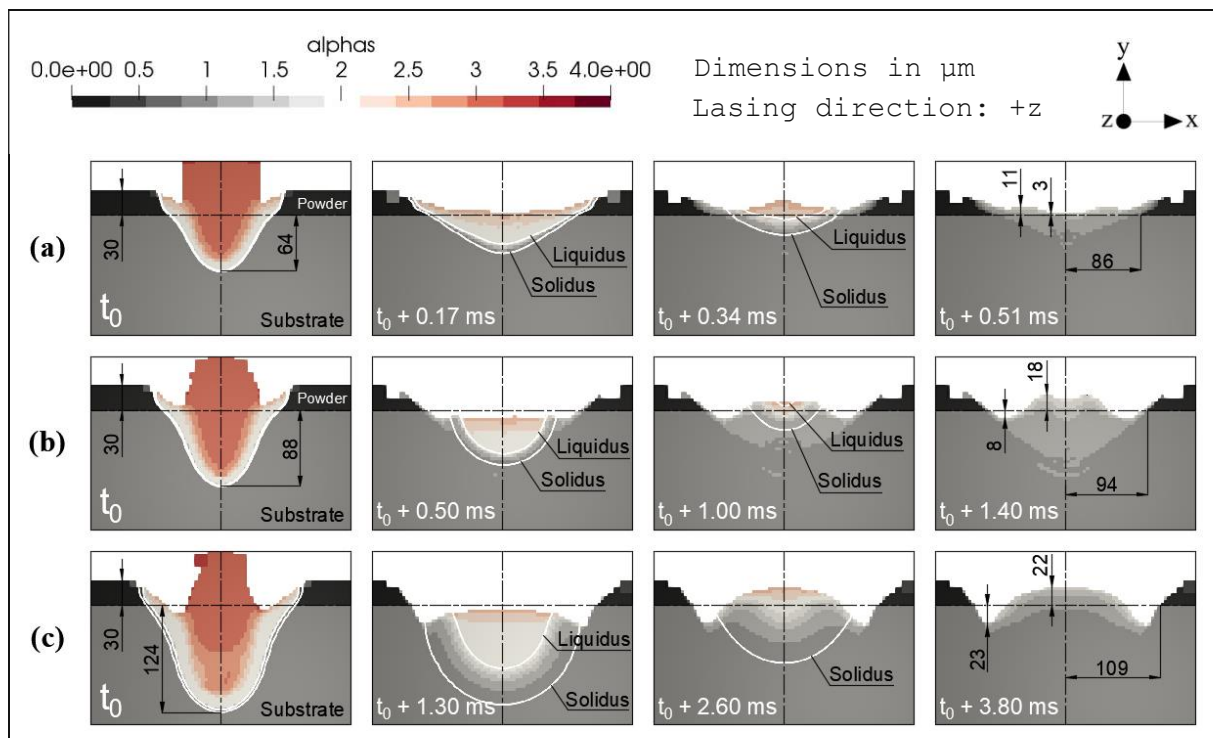 alphas
0.0e+00 0.5 1 1.5 2 2.5 3 3.5 4.0e+00
Dimensions in µm
Lasing direction: +z
y
z x
(a)
30
Powder
64
t0
Substrate
Liquidus
Solidus
t0 + 0.17 ms
Liquidus
Solidus
t0 + 0.34 ms
11
3
86
t0 + 0.51 ms
(b)
30
Powder
88
t0
Substrate
Liquidus
Solidus
t0 + 0.50 ms
Liquidus
Solidus
t0 + 1.00 ms
18
8
94
t0 + 1.40 ms
(c)
30
124
t0
Substrate
Liquidus
Solidus
t0 + 1.30 ms
Solidus
t0 + 2.60 ms
22
23
109
t0 + 3.80 ms